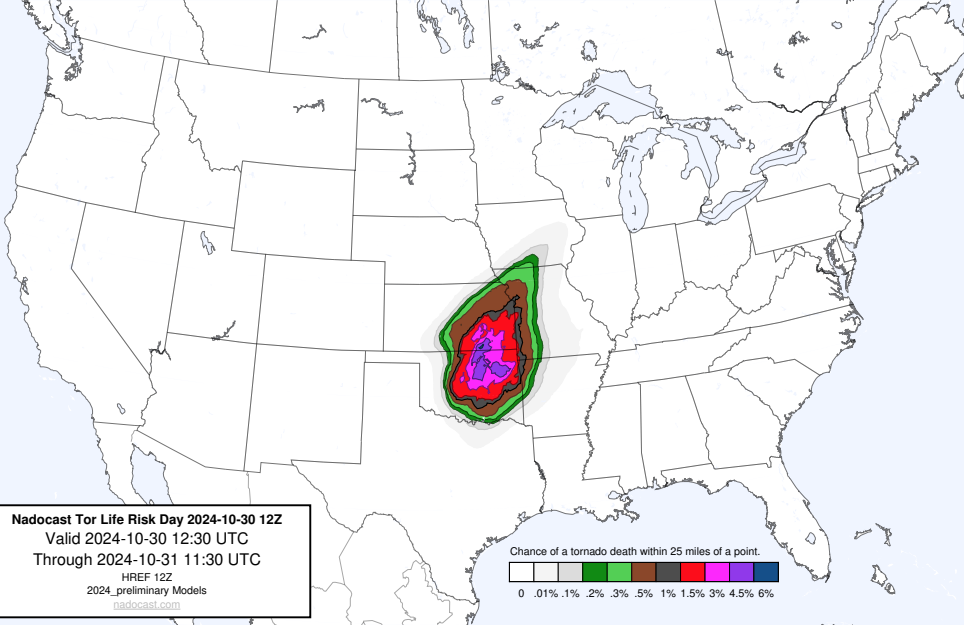 Nadocast Tor Life Risk Day 2024-10-30 12Z
Valid 2024-10-30 12:30 UTC
Through 2024-10-31 11:30 UTC
HREF 12Z
2024_preliminary Models
nadocast.com
Chance of a tornado death within 25 miles of a point.
0 .01% .1% .2% .3% .5% 1% 1.5% 3% 4.5% 6%